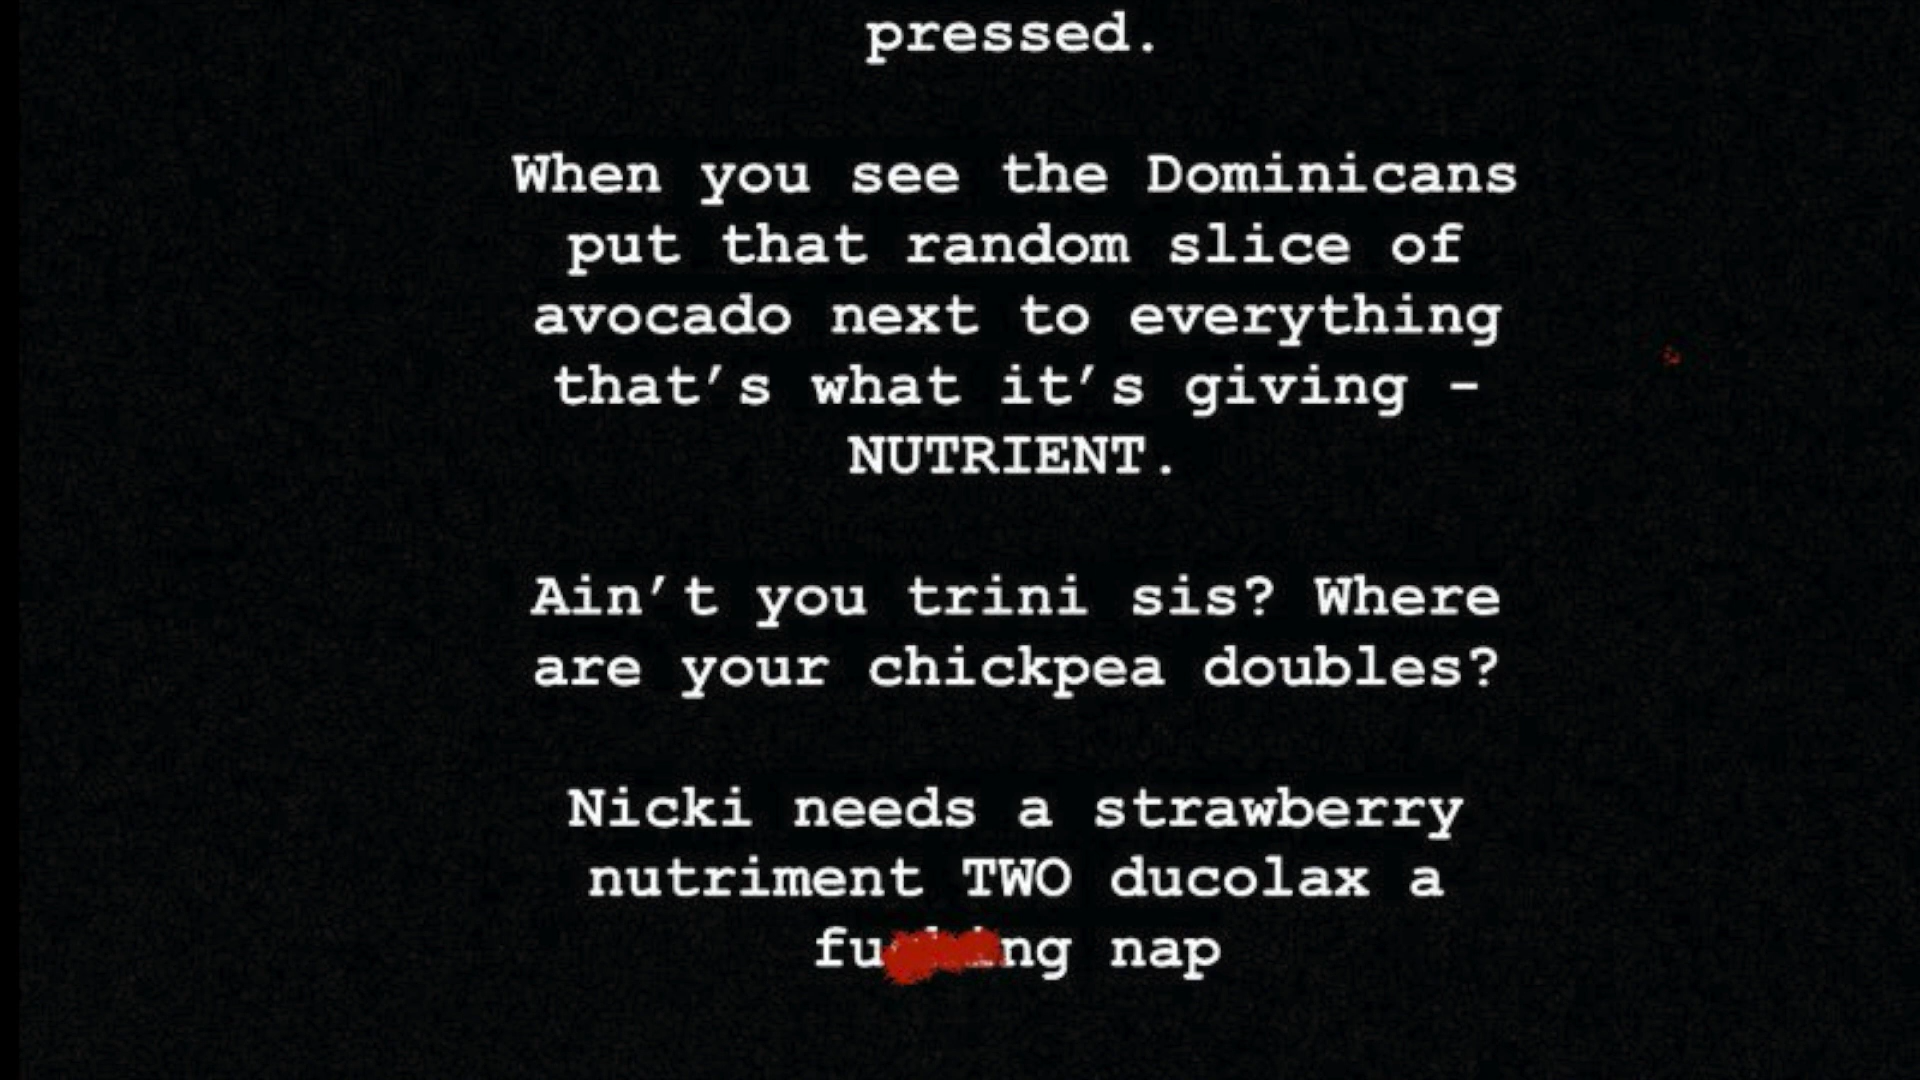 pressed.
When you see the Dominicans
put that random slice of
avocado next to everything
that's what it's giving -
NUTRIENT.
Ain't you trini sis? Where
are your chickpea doubles?
Nicki needs a strawberry
nutriment TWO ducolax a
nap